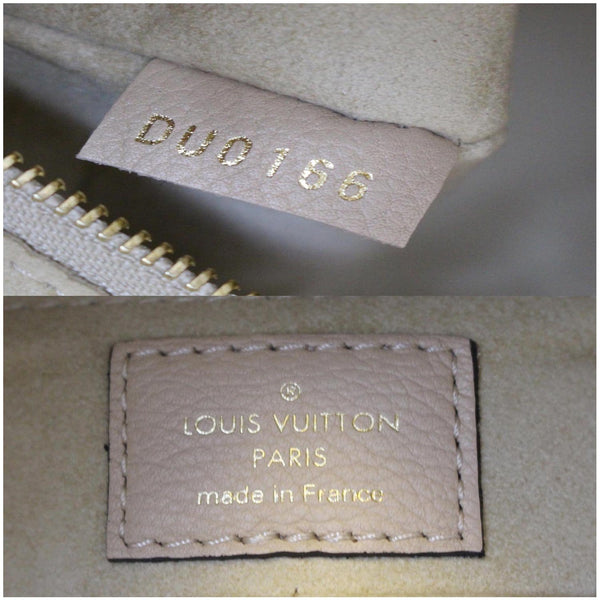 DU0166
®
LOUIS VUITTON
PARIS
made in France